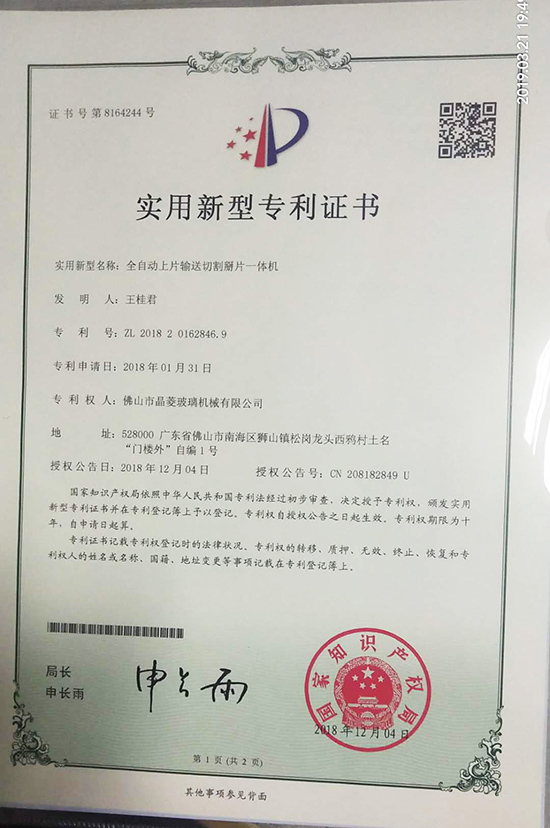 2019.03.21 19:4
证书号第8164244号
实用新型专利证书
实用新型名称：全自动上片输送切割掰片一体机
发明人：王桂君
专利号：ZL 2018 2 0162846.9
专利申请日：2018年01月31日
专利权人：佛山市晶菱玻璃机械有限公司
地址：528000 广东省佛山市南海区狮山镇松岗龙头西鸦村土名
“门楼外”自编1号
授权公告日：2018年12月04日 授权公告号：CN 208182849 U
国家知识产权局依照中华人民共和国专利法经过初步审查，决定授予专利权，颁发实用
新型专利证书并在专利登记簿上予以登记。专利权自授权公告之日起生效。专利权期限为十
年，自申请日起算。
专利证书记载专利权登记时的法律状况。专利权的转移、质押、无效、终止、恢复和专
利权人的姓名或名称、国籍、地址变更等事项记载在专利登记簿上。
局长
申长雨
申长雨
国家知识产权局
2018年12月04日
第1页(共2页)
其他事项参见背面